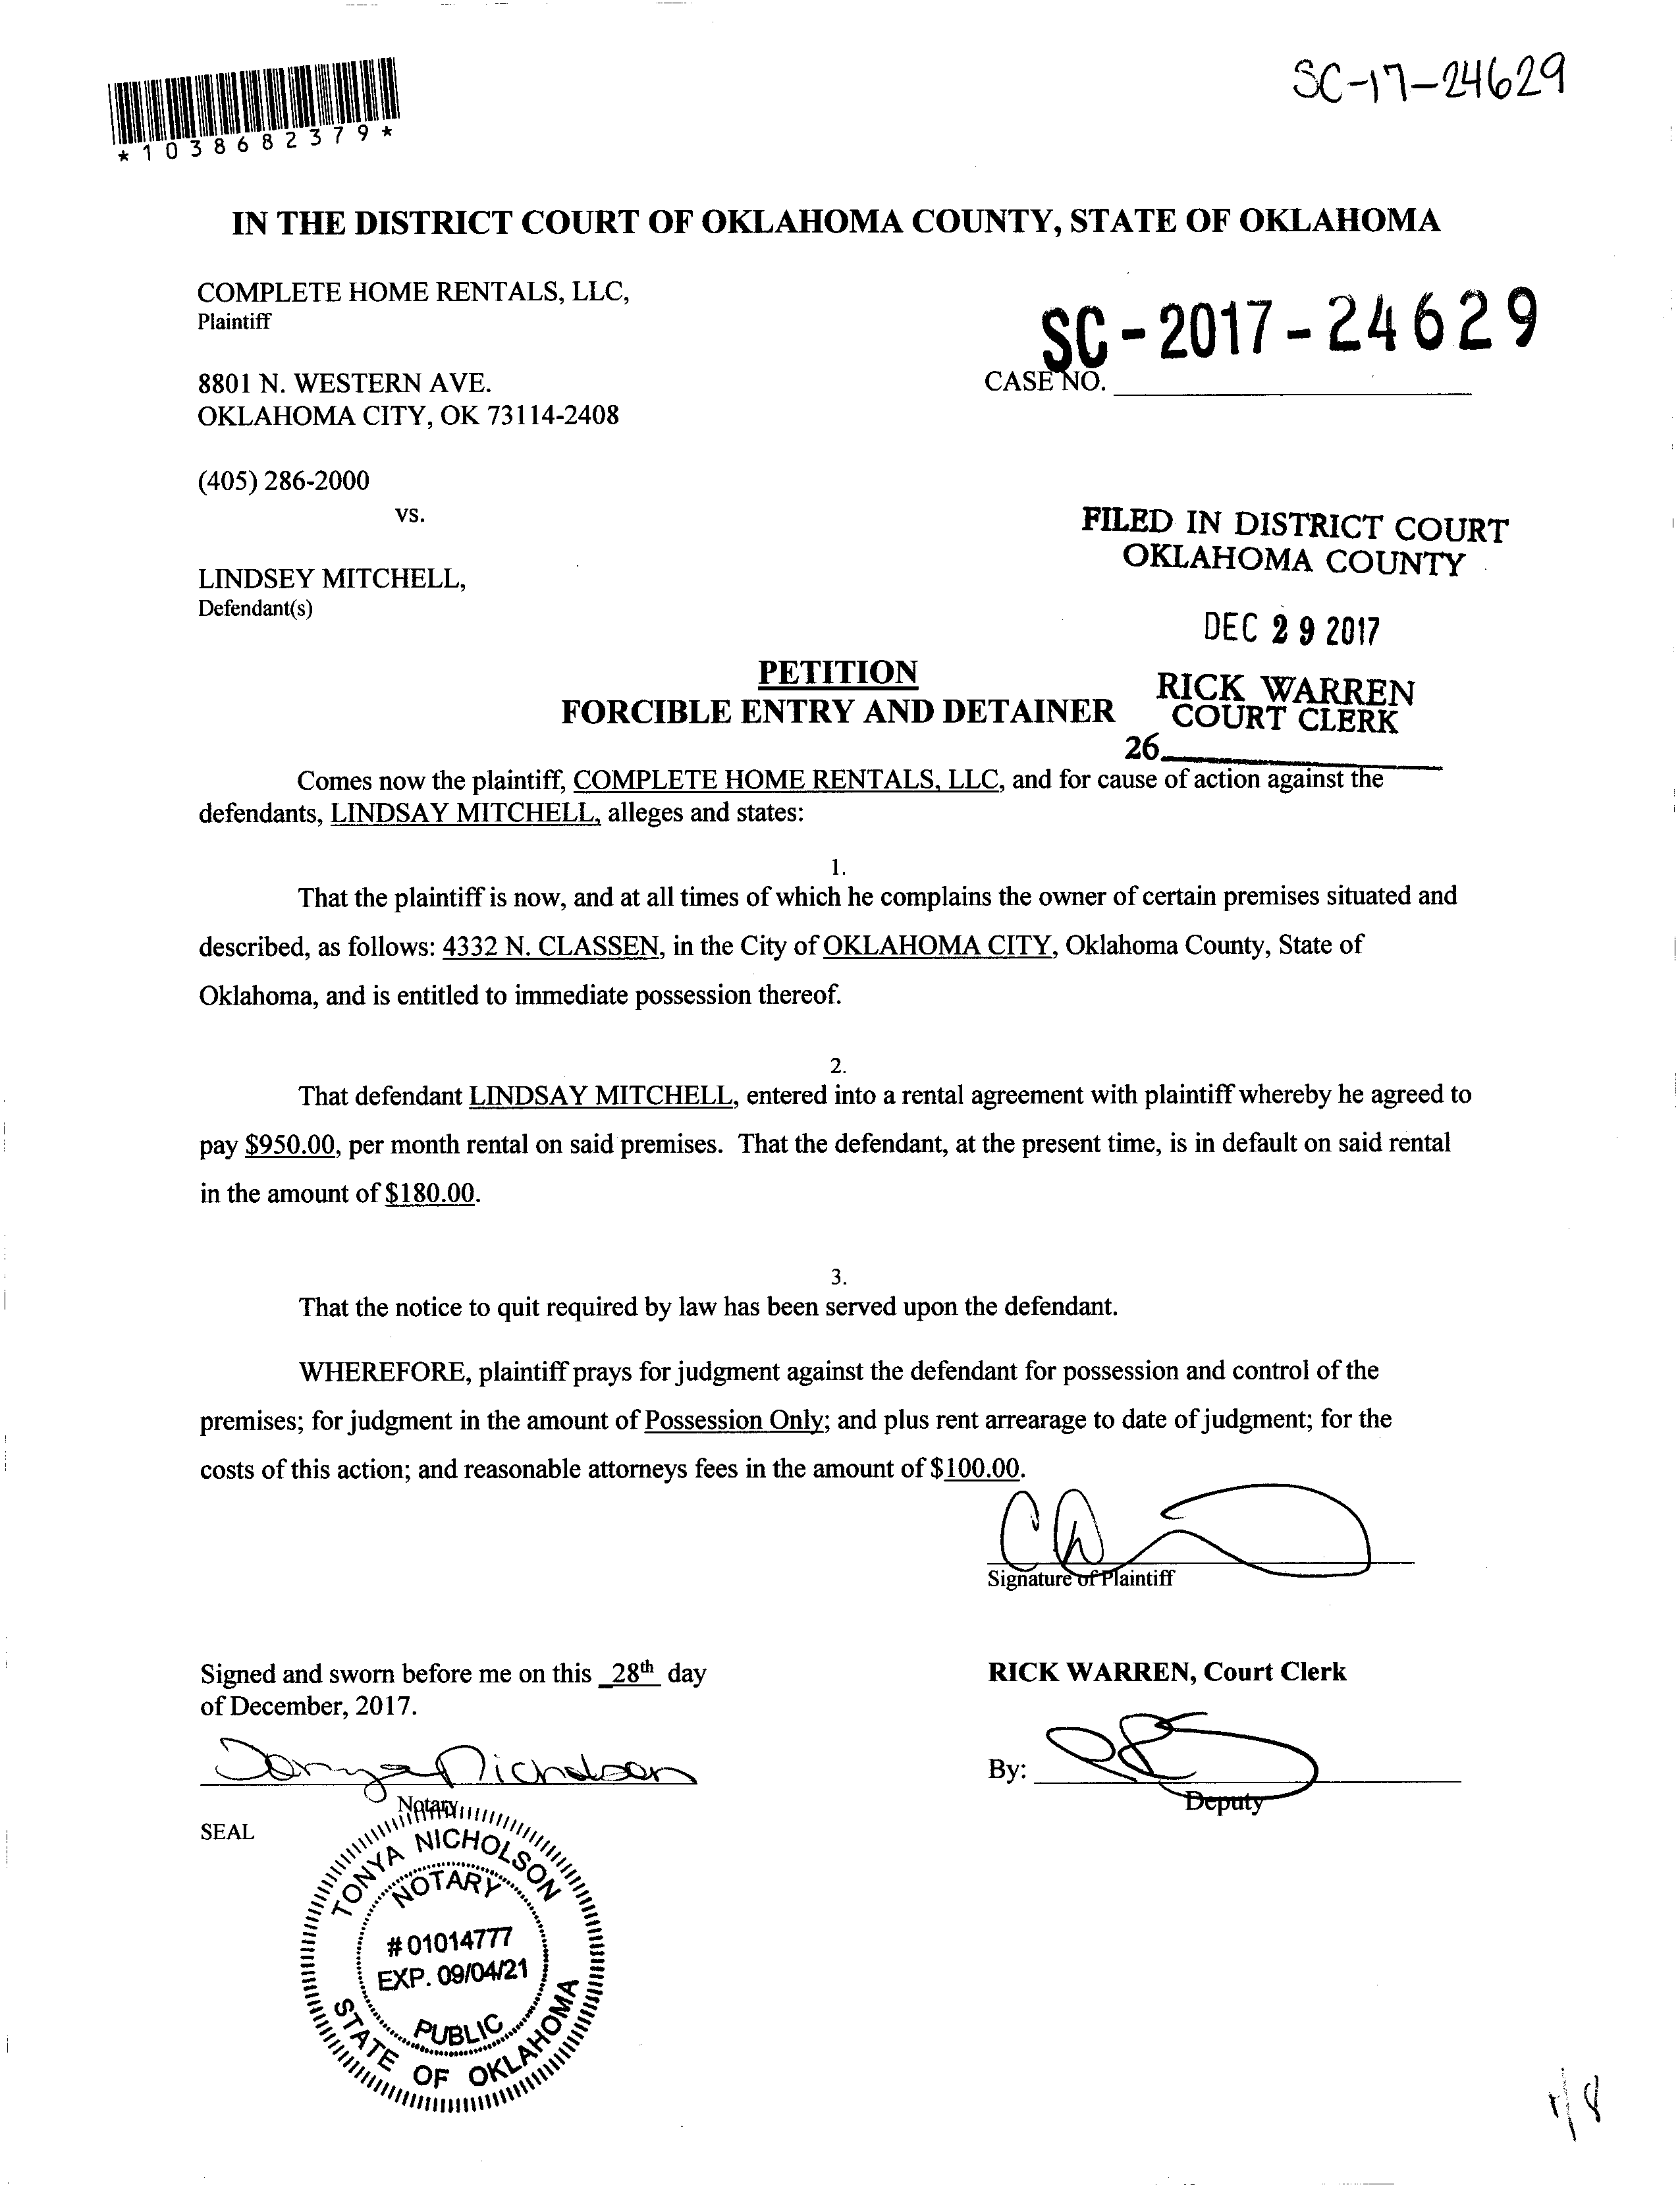 SC-17-24629
*1038682379*
IN THE DISTRICT COURT OF OKLAHOMA COUNTY, STATE OF OKLAHOMA
COMPLETE HOME RENTALS, LLC,
Plaintiff
SC-2017-24629
8801 N. WESTERN AVE.
CASE NO.
OKLAHOMA CITY, OK 73114-2408
(405) 286-2000
vs.
FILED IN DISTRICT COURT
OKLAHOMA COUNTY
LINDSEY MITCHELL,
Defendant(s)
DEC 29 2017
PETITION
FORCIBLE ENTRY AND DETAINER
RICK WARREN
COURT CLERK
26
Comes now the plaintiff, COMPLETE HOME RENTALS, LLC, and for cause of action against the
defendants, LINDSAY MITCHELL, alleges and states:
1.
That the plaintiff is now, and at all times of which he complains the owner of certain premises situated and
described, as follows: 4332 N. CLASSEN, in the City of OKLAHOMA CITY, Oklahoma County, State of
Oklahoma, and is entitled to immediate possession thereof.
2.
That defendant LINDSAY MITCHELL, entered into a rental agreement with plaintiff whereby he agreed to
pay $950.00, per month rental on said premises. That the defendant, at the present time, is in default on said rental
in the amount of $180.00.
3.
That the notice to quit required by law has been served upon the defendant.
WHEREFORE, plaintiff prays for judgment against the defendant for possession and control of the
premises; for judgment in the amount of Possession Only; and plus rent arrearage to date of judgment; for the
costs of this action; and reasonable attorneys fees in the amount of $100.00.
Signature of Plaintiff
Signed and sworn before me on this 28th day
of December, 2017.
RICK WARREN, Court Clerk
Tonya Nicholson
Notary
By:
Deputy
SEAL
TONYA NICHOLSON
NOTARY
#01014777
EXP. 09/04/21
PUBLIC
STATE OF OKLAHOMA